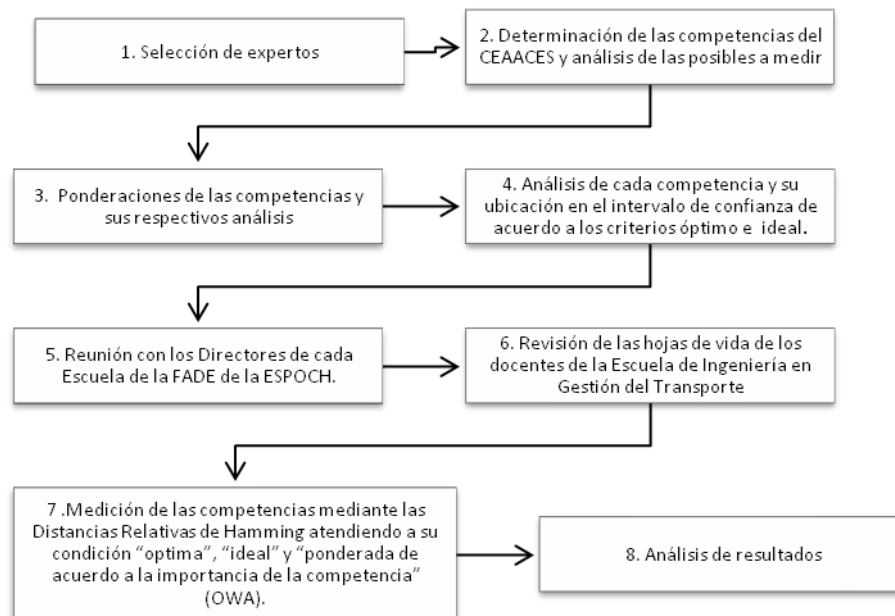 1. Selección de expertos
2. Determinación de las competencias del
CEAACES y análisis de las posibles a medir
3. Ponderaciones de las competencias y
sus respectivos análisis
4. Análisis de cada competencia y su
ubicación en el intervalo de confianza de
acuerdo a los criterios óptimo e ideal.
5. Reunión con los Directores de cada
Escuela de la FADE de la ESPOCH.
6. Revisión de las hojas de vida de los
docentes de la Escuela de Ingeniería en
Gestión del Transporte
7 .Medición de las competencias mediante las
Distancias Relativas de Hamming atendiendo a su
condición “optima”, “ideal” y “ponderada de
acuerdo a la importancia de la competencia”
(OWA).
8. Análisis de resultados